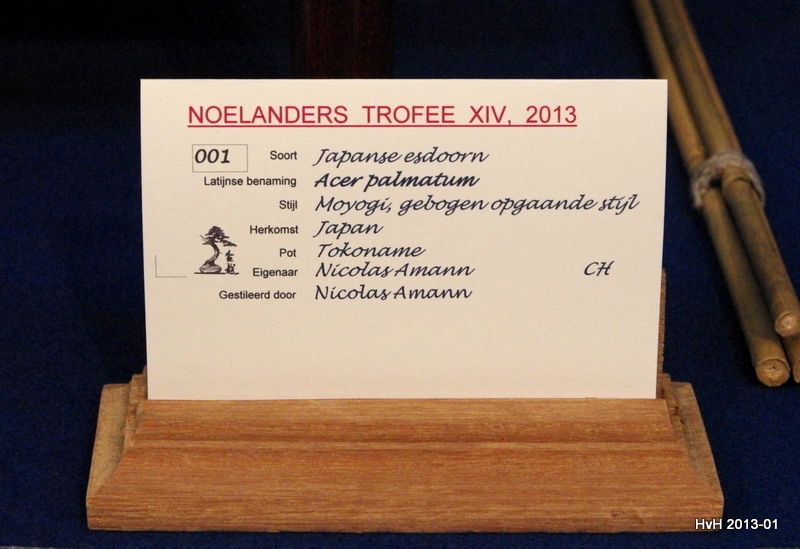 NOELANDERS TROFEE XIV, 2013
001 Soort Japanse esdoorn
Latijnse benaming Acer palmatum
Stijl Moyogi, gebogen opgaande stijl
Herkomst Japan
Pot Tokoname
Eigenaar Nicolas Amann CH
Gestileerd door Nicolas Amann
HvH 2013-01